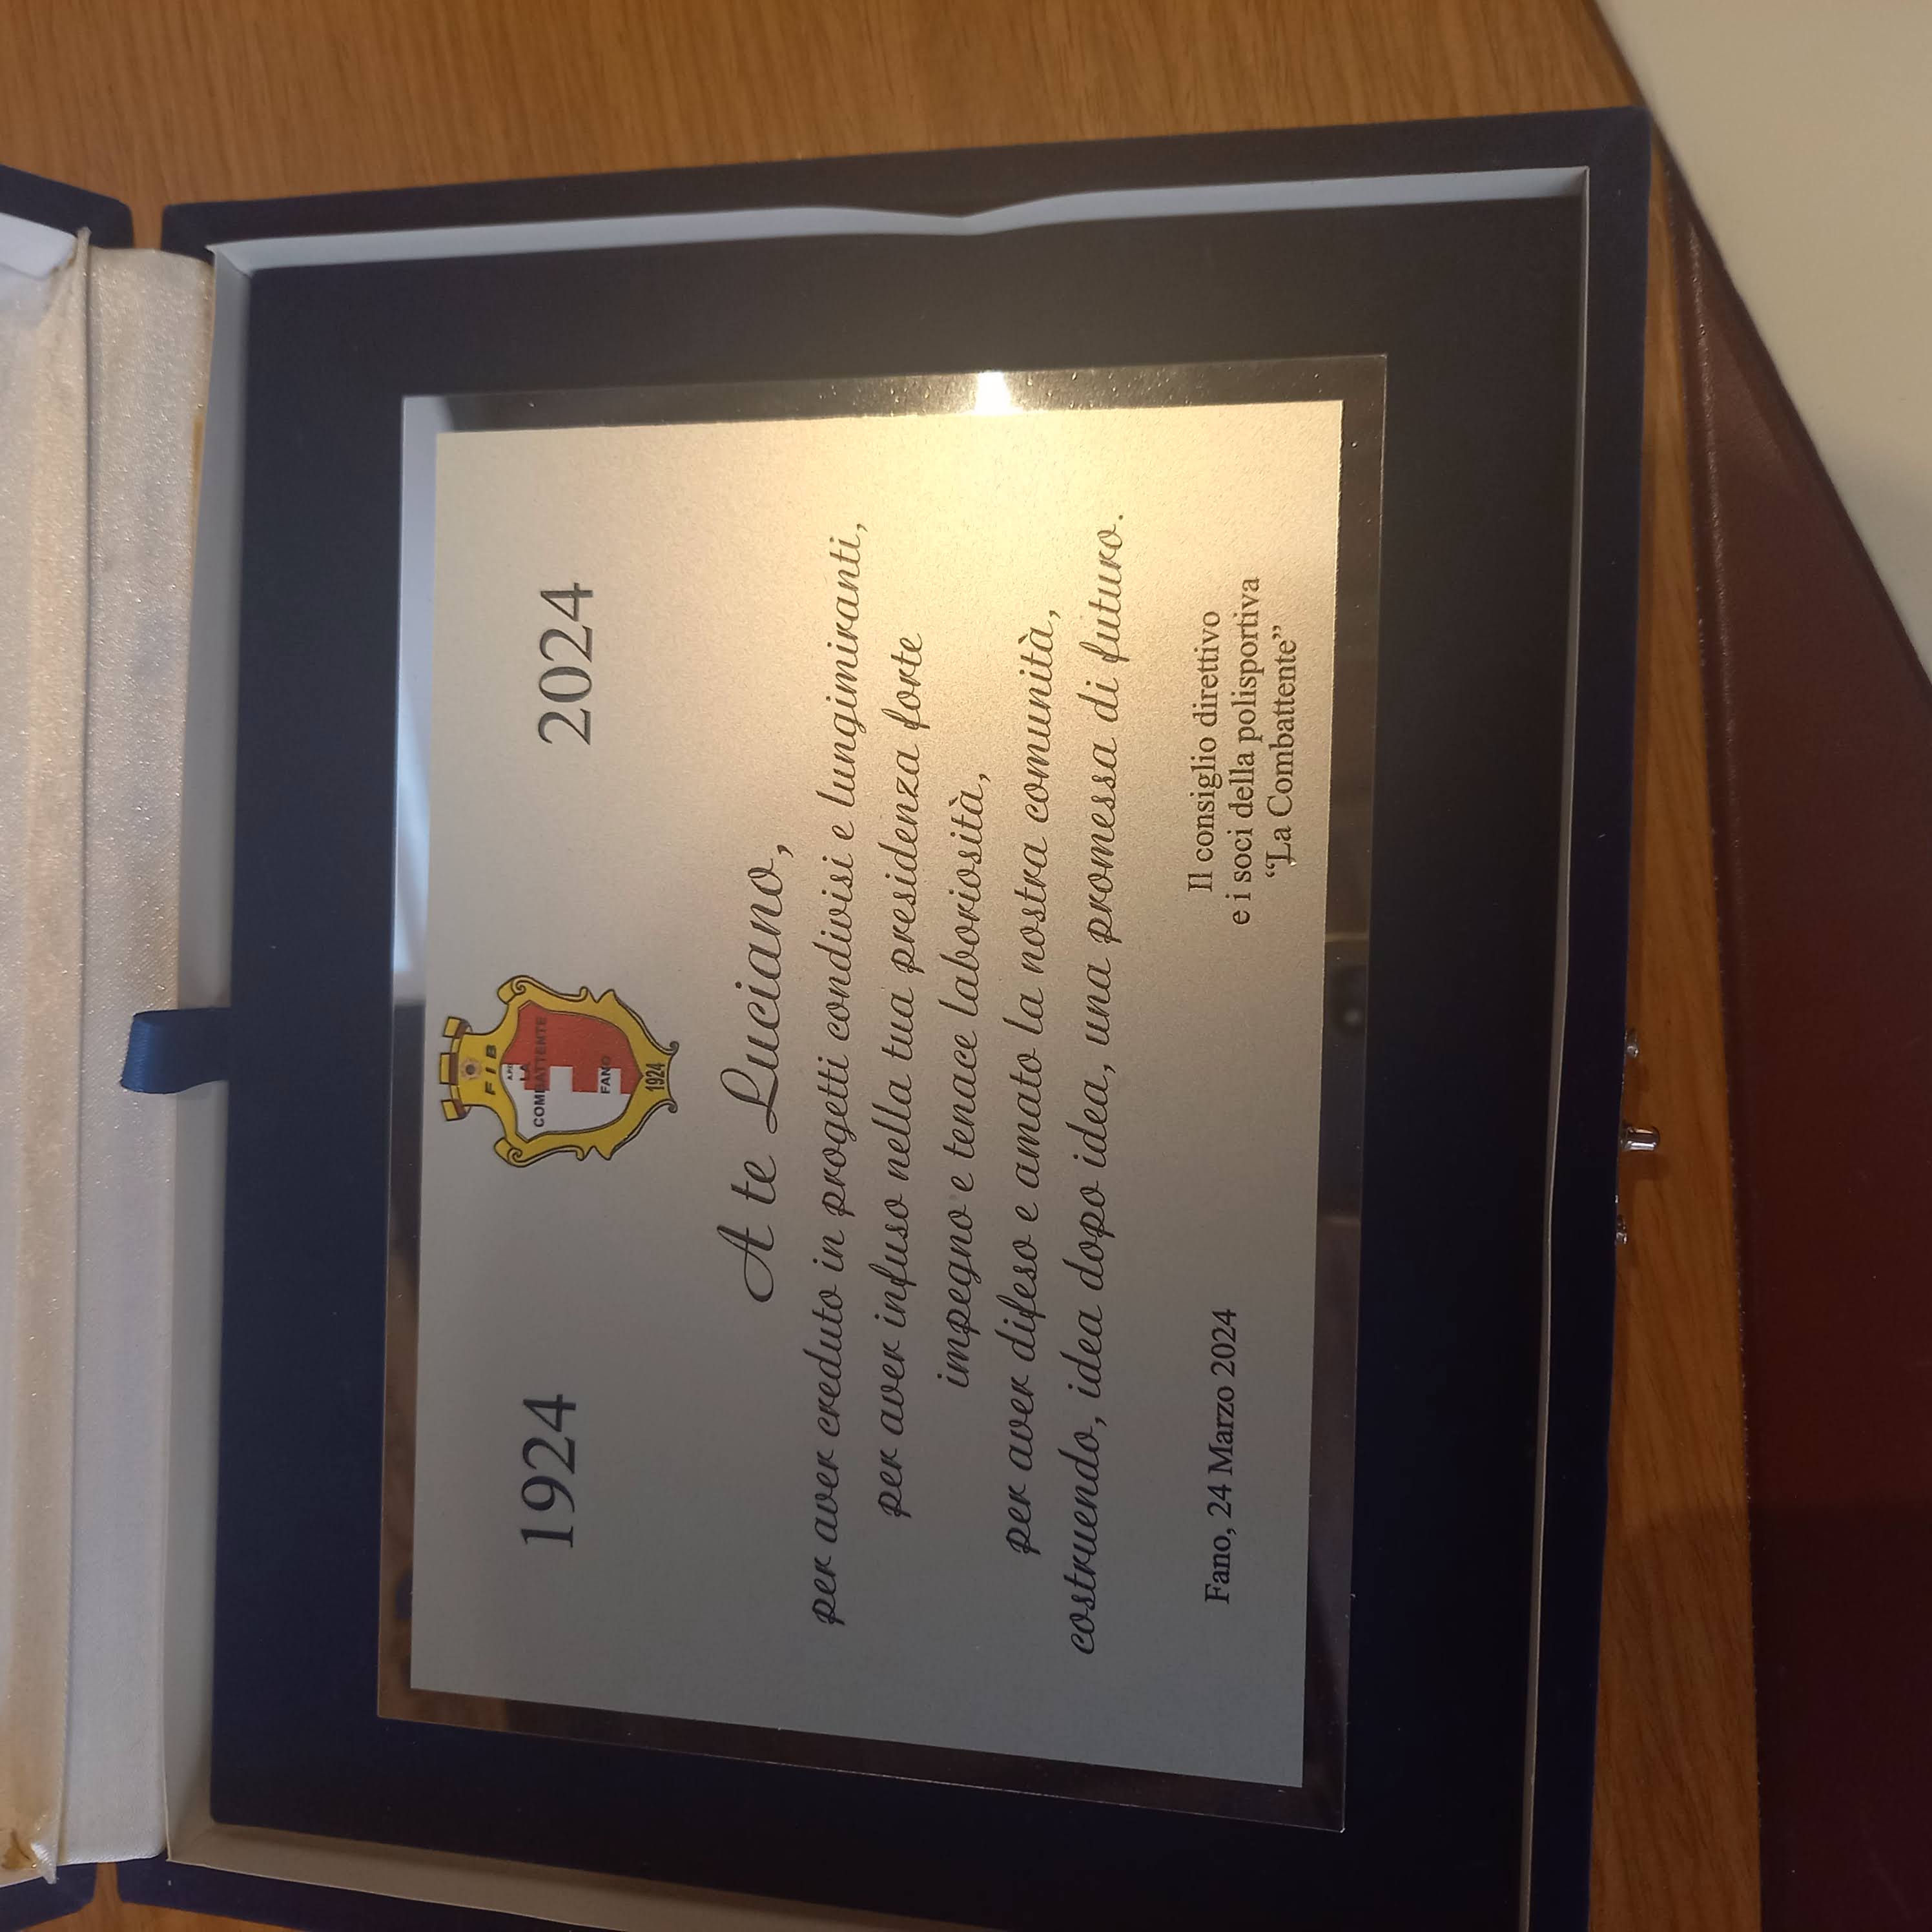 1924
2024
FIB
A.P.D.
LA
COMBATTENTE
FANO
1924
A te Luciano,
per aver creduto in progetti condivisi e lungimiranti,
per aver infuso nella tua presidenza forte
impegno e tenace laboriosità,
per aver difeso e amato la nostra comunità,
costruendo, idea dopo idea, una promessa di futuro.
Fano, 24 Marzo 2024
Il consiglio direttivo
e i soci della polisportiva
“La Combattente”